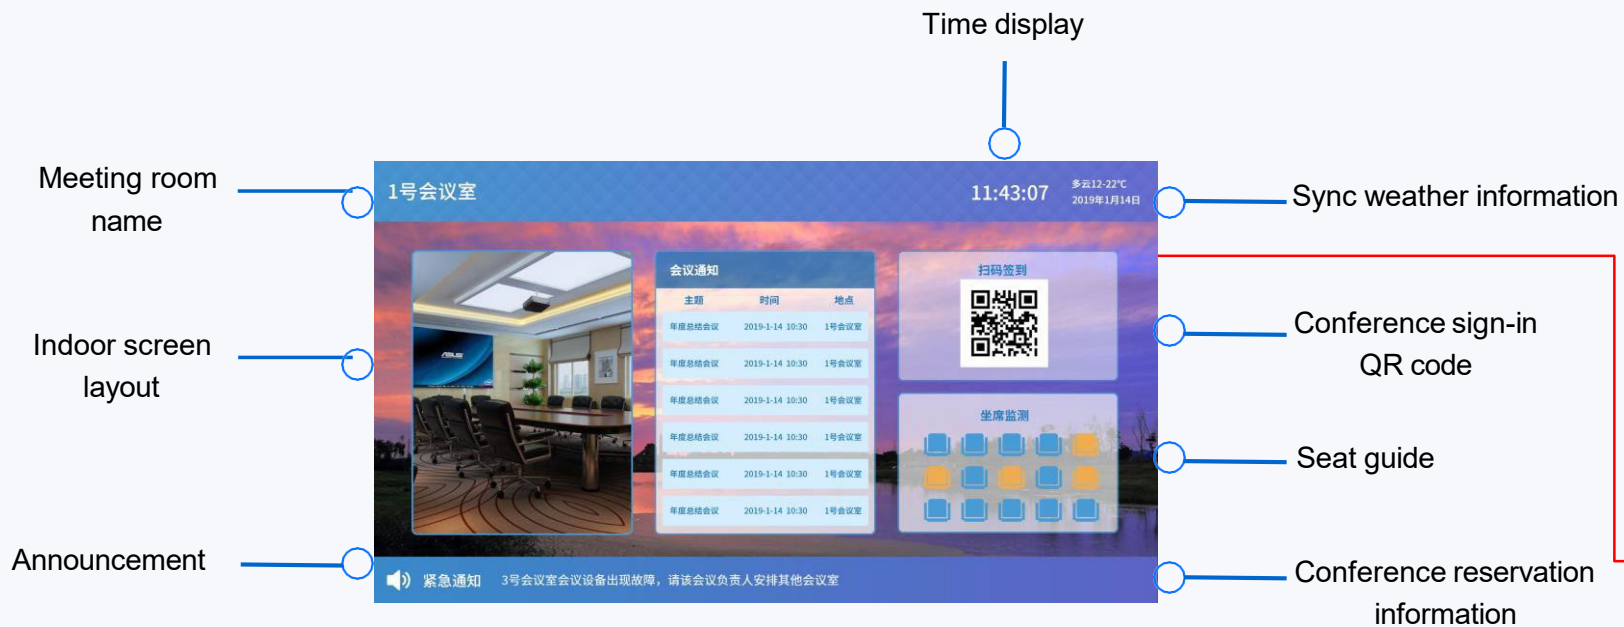 Time display
Meeting room
name
1号会议室
11:43:07
多云12-22℃
2019年1月14日
Sync weather information
Indoor screen
layout
ASUS
会议通知
主题 时间 地点
年度总结会议 2019-1-14 10:30 1号会议室
年度总结会议 2019-1-14 10:30 1号会议室
年度总结会议 2019-1-14 10:30 1号会议室
年度总结会议 2019-1-14 10:30 1号会议室
年度总结会议 2019-1-14 10:30 1号会议室
年度总结会议 2019-1-14 10:30 1号会议室
扫码签到
Conference sign-in
QR code
坐席监测
Seat guide
Announcement
紧急通知 3号会议室会议设备出现故障，请该会议负责人安排其他会议室
Conference reservation
information